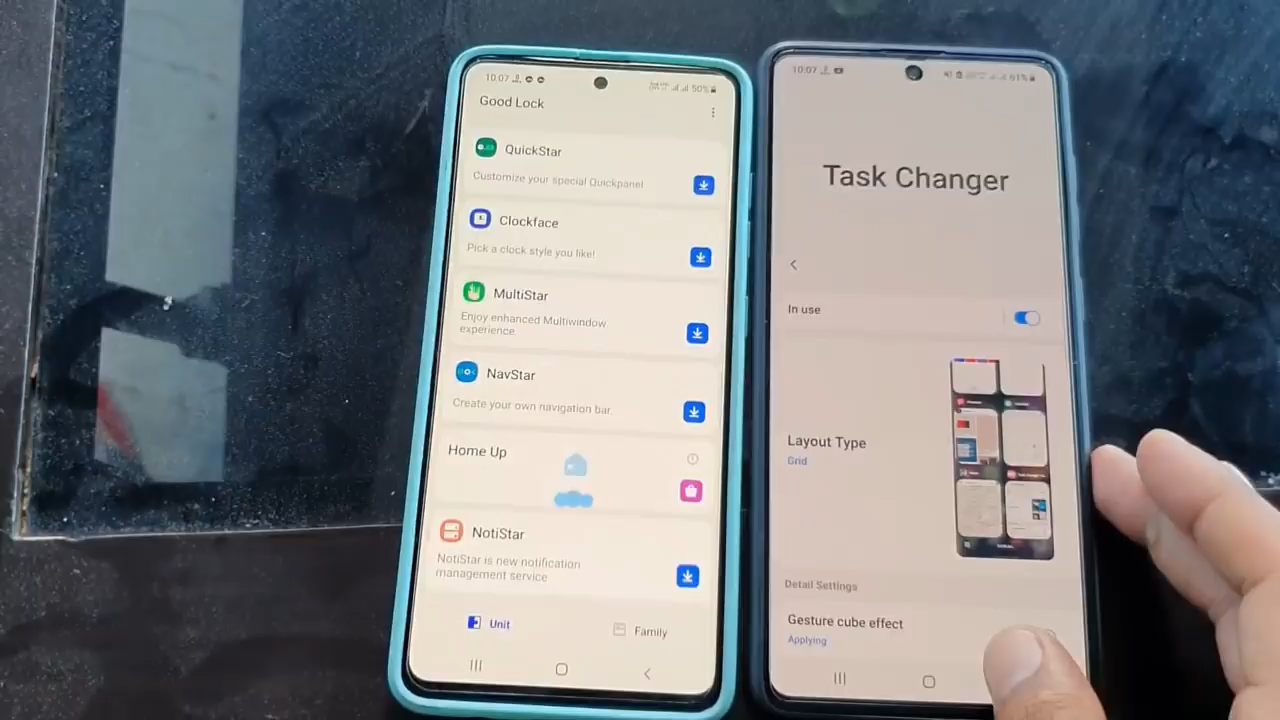 10:07
50%
Good Lock
QuickStar
Customize your special Quickpanel
Clockface
Pick a clock style you like!
MultiStar
Enjoy enhanced Multiwindow
experience.
NavStar
Create your own navigation bar.
Home Up
NotiStar
NotiStar is new notification
management service
Unit
Family
10:07
61%
Task Changer
In use
Layout Type
Grid
Detail Settings
Gesture cube effect
Applying